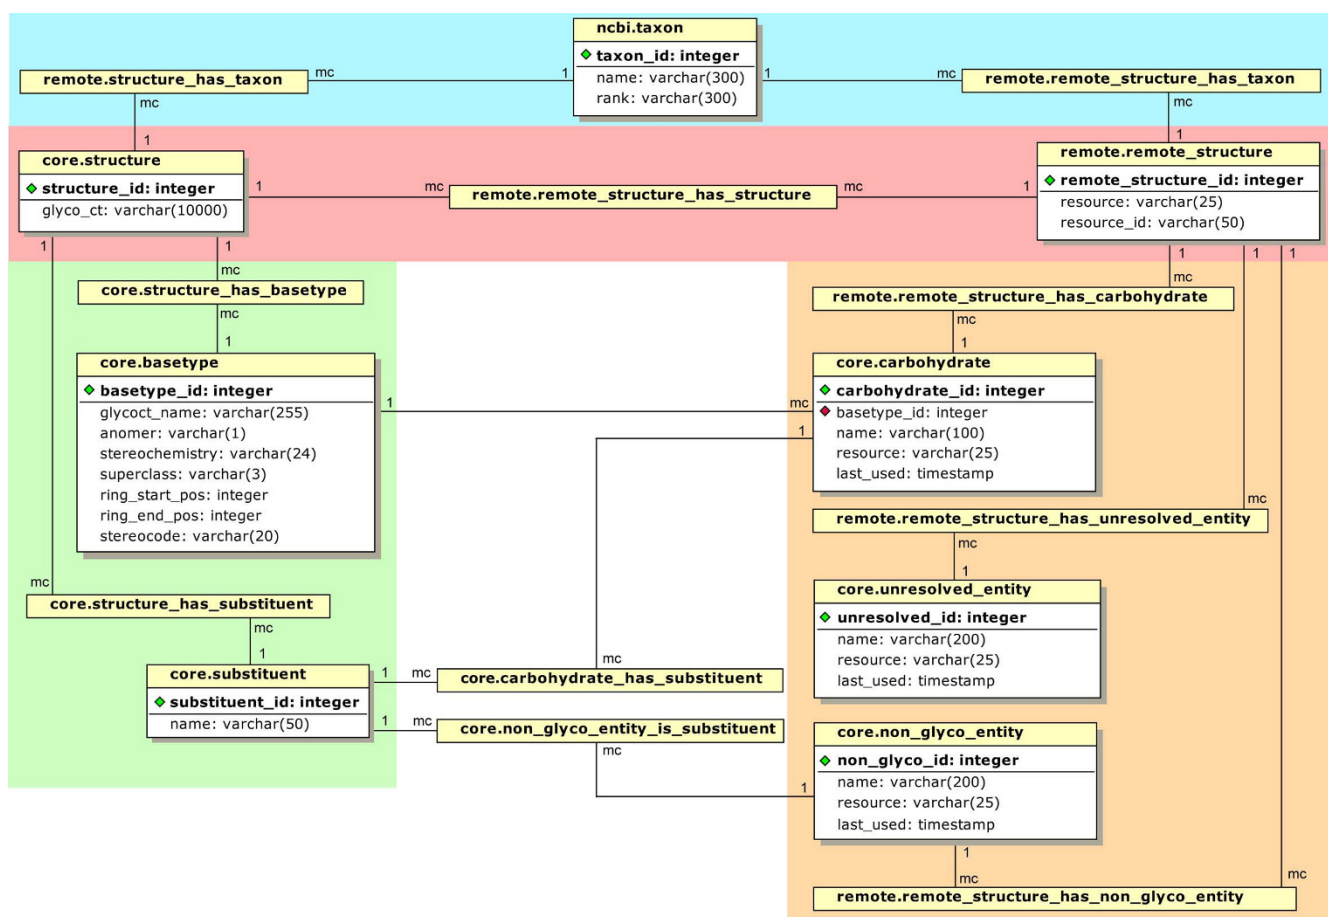 ncbi.taxon
taxon_id: integer
name: varchar(300)
rank: varchar(300)
remote.structure_has_taxon
mc
1
1
mc
remote.remote_structure_has_taxon
mc
1
mc
1
core.structure
structure_id: integer
glyco_ct: varchar(10000)
1
mc
remote.remote_structure_has_structure
mc
1
remote.remote_structure
remote_structure_id: integer
resource: varchar(25)
resource_id: varchar(50)
1
1
1
1
1
mc
core.structure_has_basetype
mc
1
mc
remote.remote_structure_has_carbohydrate
mc
1
core.basetype
basetype_id: integer
glycoct_name: varchar(255)
anomer: varchar(1)
stereochemistry: varchar(24)
superclass: varchar(3)
ring_start_pos: integer
ring_end_pos: integer
stereocode: varchar(20)
1
mc
1
core.carbohydrate
carbohydrate_id: integer
basetype_id: integer
name: varchar(100)
resource: varchar(25)
last_used: timestamp
mc
remote.remote_structure_has_unresolved_entity
mc
1
mc
core.structure_has_substituent
mc
1
core.unresolved_entity
unresolved_id: integer
name: varchar(200)
resource: varchar(25)
last_used: timestamp
core.substituent
substituent_id: integer
name: varchar(50)
1
mc
mc
core.carbohydrate_has_substituent
1
mc
core.non_glyco_entity_is_substituent
mc
1
core.non_glyco_entity
non_glyco_id: integer
name: varchar(200)
resource: varchar(25)
last_used: timestamp
1
mc
mc
remote.remote_structure_has_non_glyco_entity